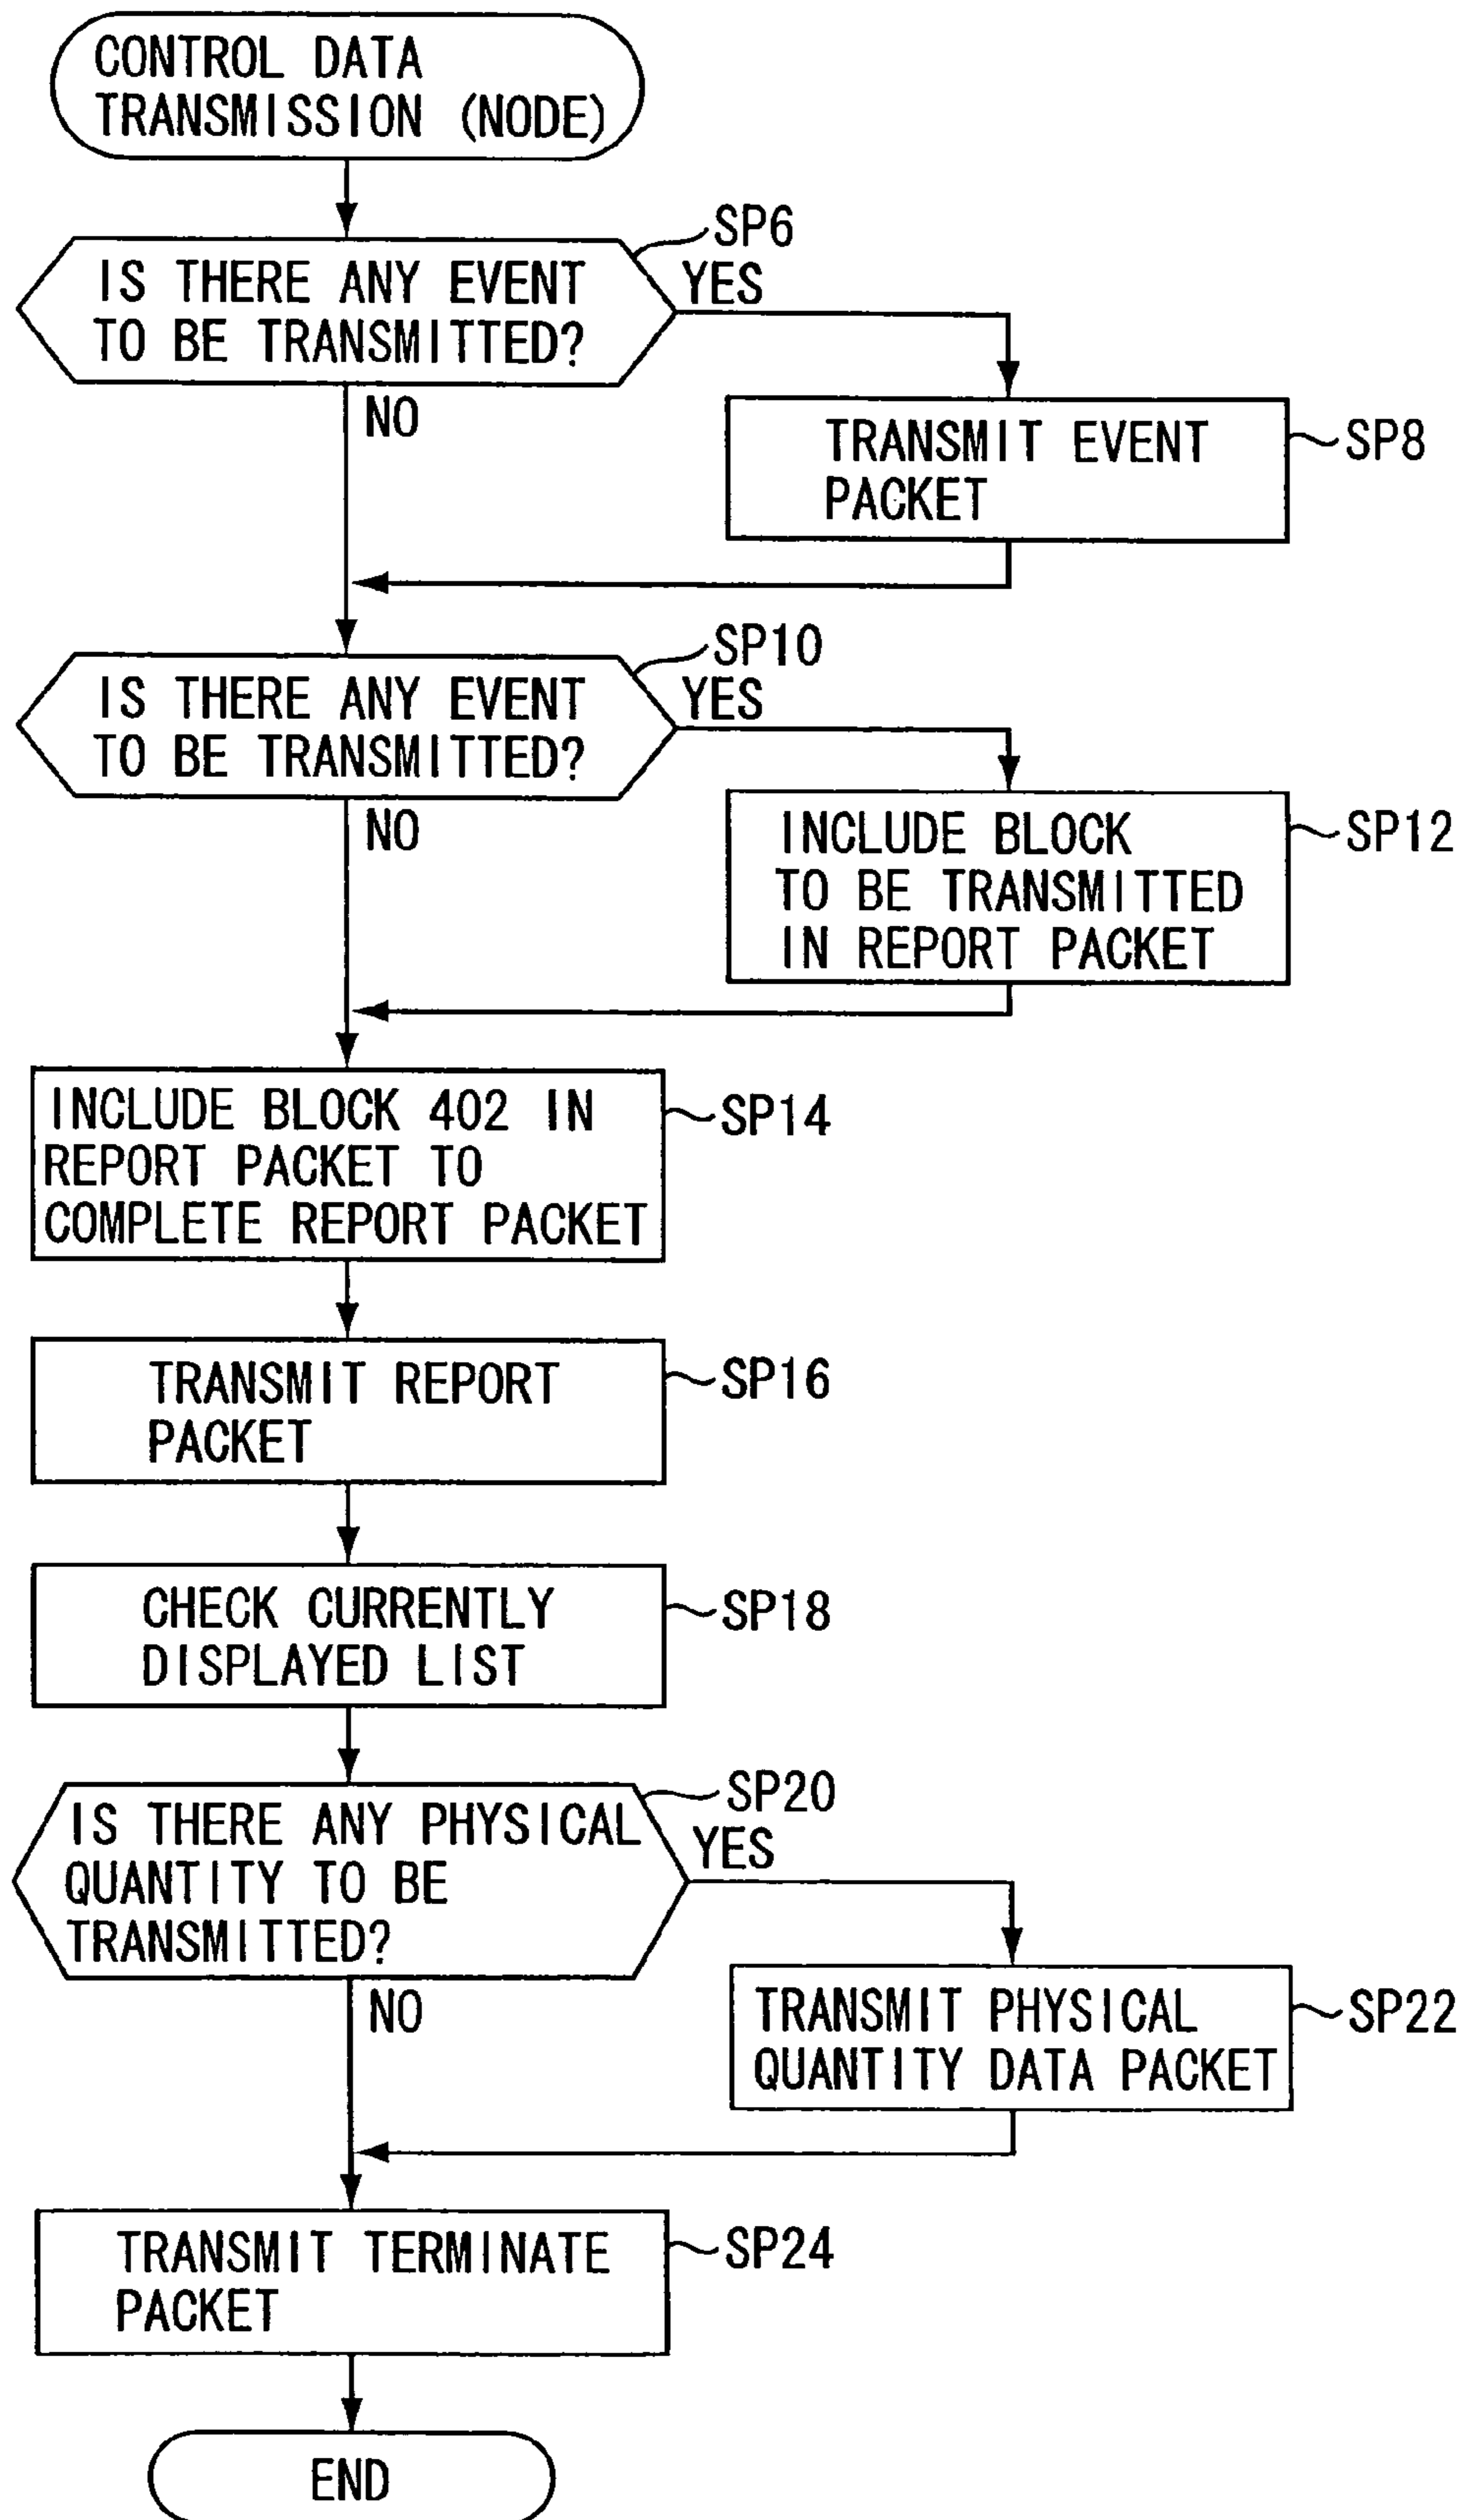 CONTROL DATA
TRANSMISSION (NODE)
SP6
IS THERE ANY EVENT
TO BE TRANSMITTED?
YES
NO
TRANSMIT EVENT
PACKET
SP8
SP10
IS THERE ANY EVENT
TO BE TRANSMITTED?
YES
NO
INCLUDE BLOCK
TO BE TRANSMITTED
IN REPORT PACKET
SP12
INCLUDE BLOCK 402 IN
REPORT PACKET TO
COMPLETE REPORT PACKET
SP14
TRANSMIT REPORT
PACKET
SP16
CHECK CURRENTLY
DISPLAYED LIST
SP18
SP20
IS THERE ANY PHYSICAL
QUANTITY TO BE
TRANSMITTED?
YES
NO
TRANSMIT PHYSICAL
QUANTITY DATA PACKET
SP22
TRANSMIT TERMINATE
PACKET
SP24
END